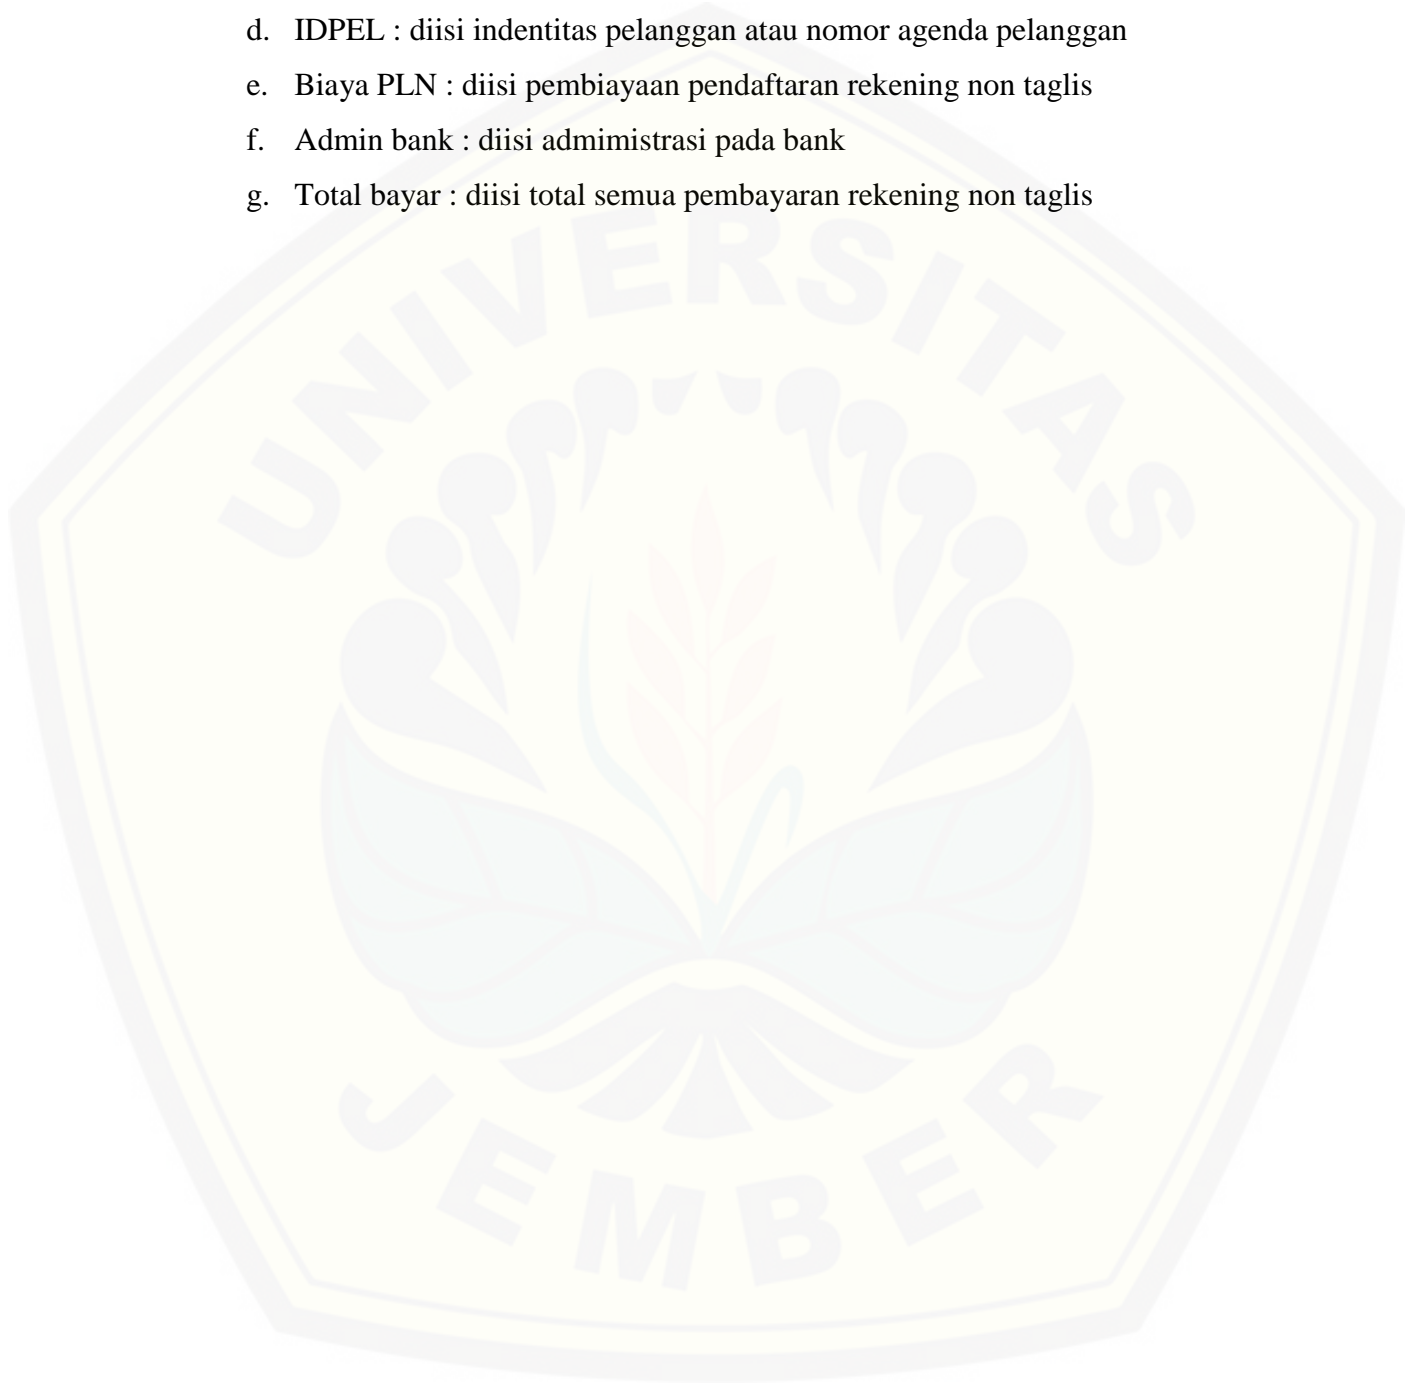 d. IDPEL : diisi indentitas pelanggan atau nomor agenda pelanggan
e. Biaya PLN : diisi pembiayaan pendaftaran rekening non taglis
f. Admin bank : diisi admimistrasi pada bank
g. Total bayar : diisi total semua pembayaran rekening non taglis
UNIVERSITAS
JEMBER